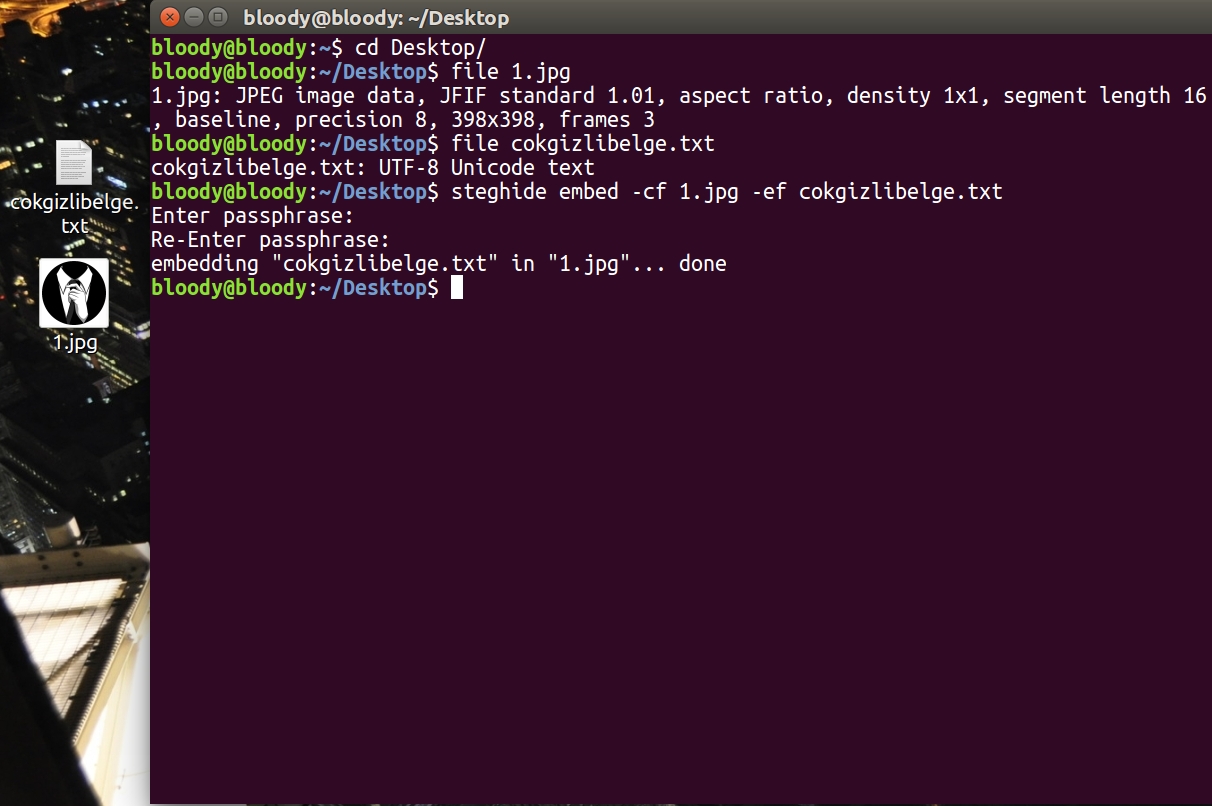 bloody@bloody: ~/Desktop
bloody@bloody:~$ cd Desktop/
bloody@bloody:~/Desktop$ file 1.jpg
1.jpg: JPEG image data, JFIF standard 1.01, aspect ratio, density 1x1, segment length 16
, baseline, precision 8, 398x398, frames 3
bloody@bloody:~/Desktop$ file cokgizlibelge.txt
cokgizlibelge.txt: UTF-8 Unicode text
bloody@bloody:~/Desktop$ steghide embed -cf 1.jpg -ef cokgizlibelge.txt
Enter passphrase:
Re-Enter passphrase:
embedding "cokgizlibelge.txt" in "1.jpg"... done
bloody@bloody:~/Desktop$
cokgizlibelge.
txt
1.jpg